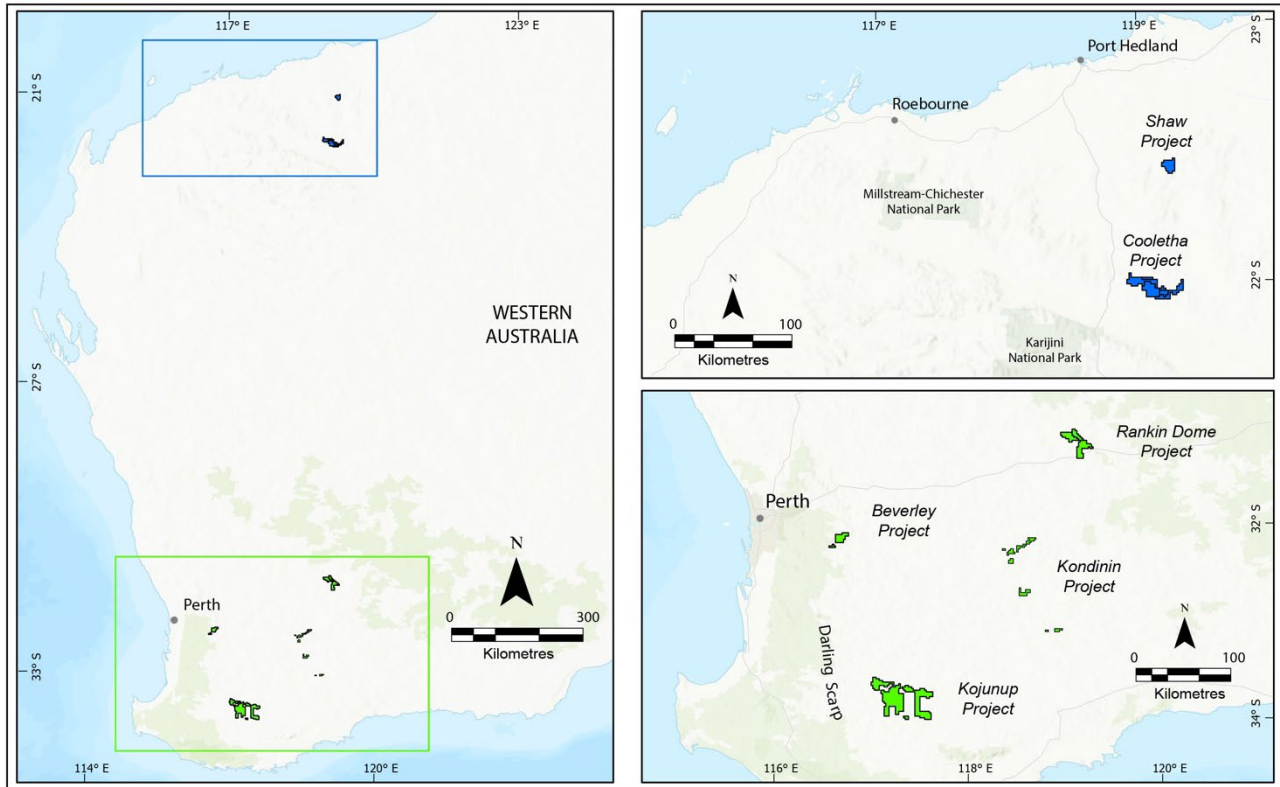 117° E
123° E
21° S
27° S
33° S
WESTERN
AUSTRALIA
N
0
300
Kilometres
Perth
114° E
120° E
117° E
119° E
23° S
Port Hedland
Roebourne
Shaw
Project
Millstream-Chichester
National Park
Cooletha
Project
22° S
N
0
100
Kilometres
Karijini
National Park
Rankin Dome
Project
Perth
Beverley
Project
32° S
Kondinin
Project
Darling Scarp
N
0
100
Kilometres
Kojunup
Project
34° S
116° E
118° E
120° E